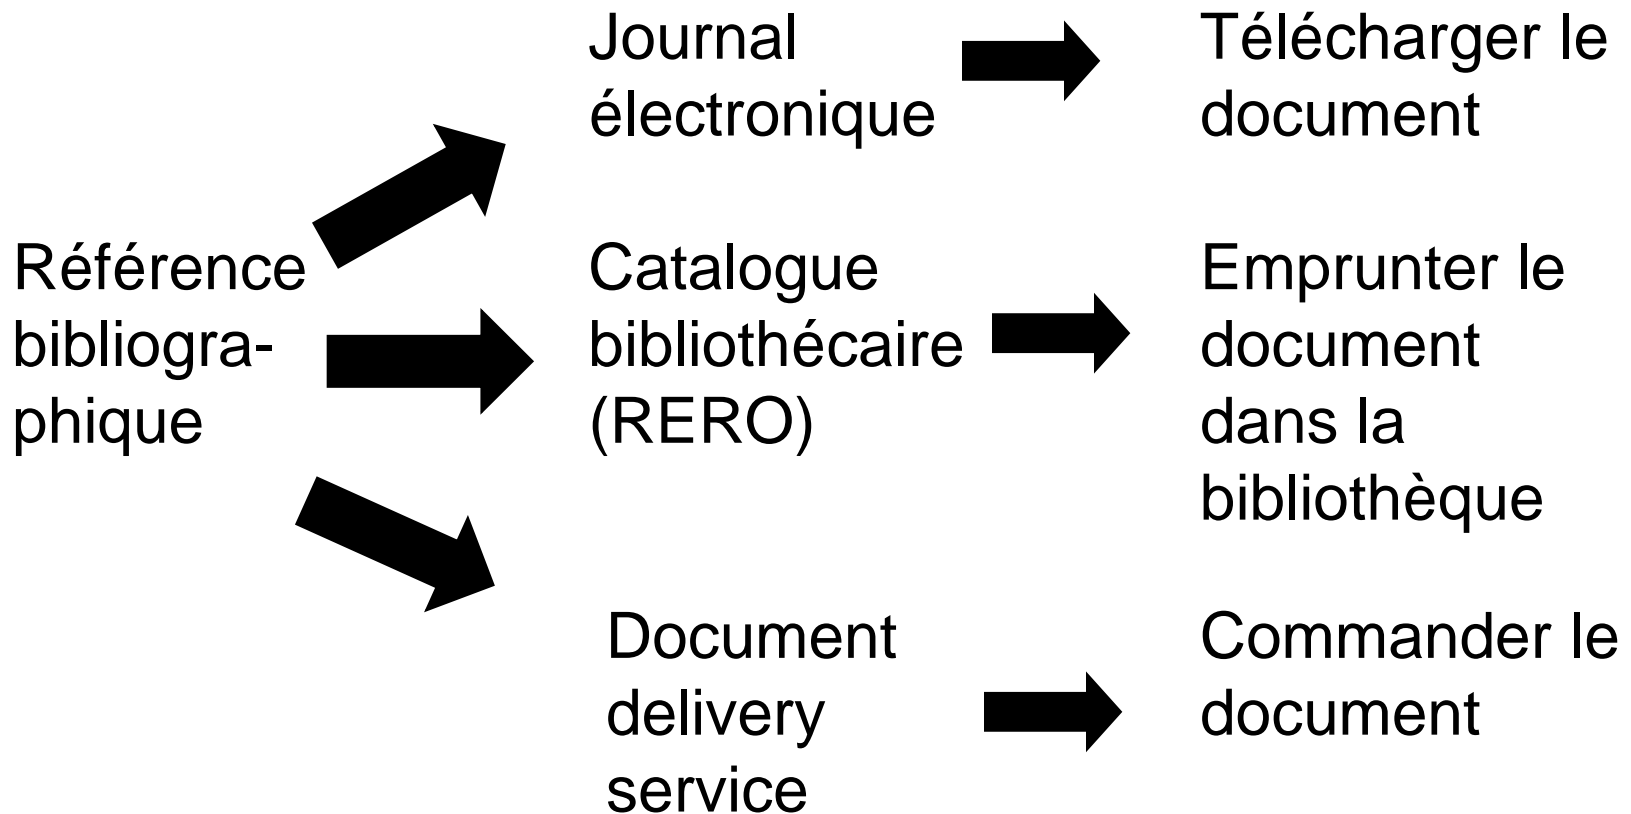 Référence
bibliogra-
phique
Journal
électronique
Télécharger le
document
Catalogue
bibliothécaire
(RERO)
Emprunter le
document
dans la
bibliothèque
Document
delivery
service
Commander le
document